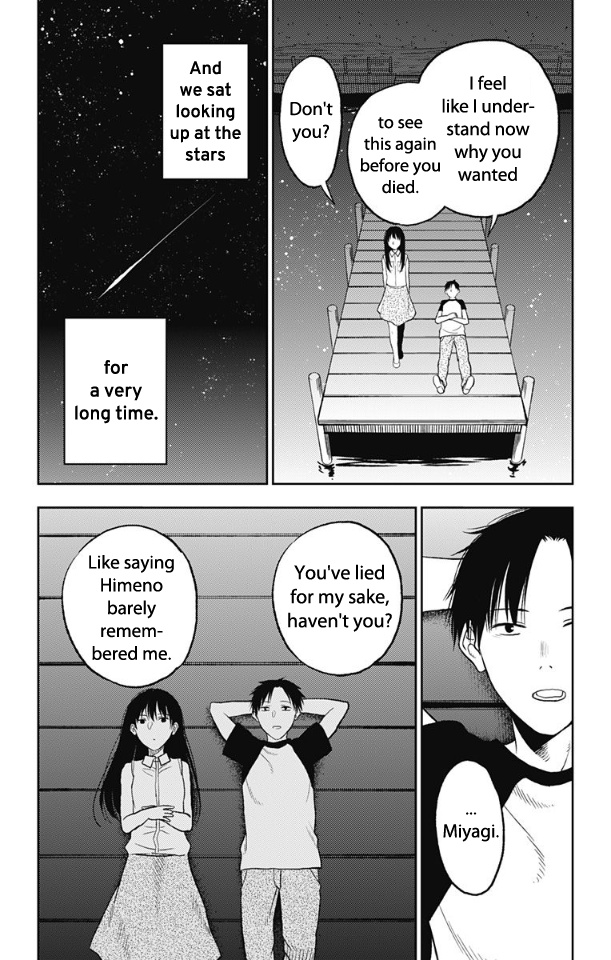 I feel
like I under-
stand now
why you
wanted
to see
this again
before you
died.
Don't
you?
And
we sat
looking
up at the
stars
for
a very
long time.
...
Miyagi.
You've lied
for my sake,
haven't you?
Like saying
Himeno
barely
remem-
bered me.